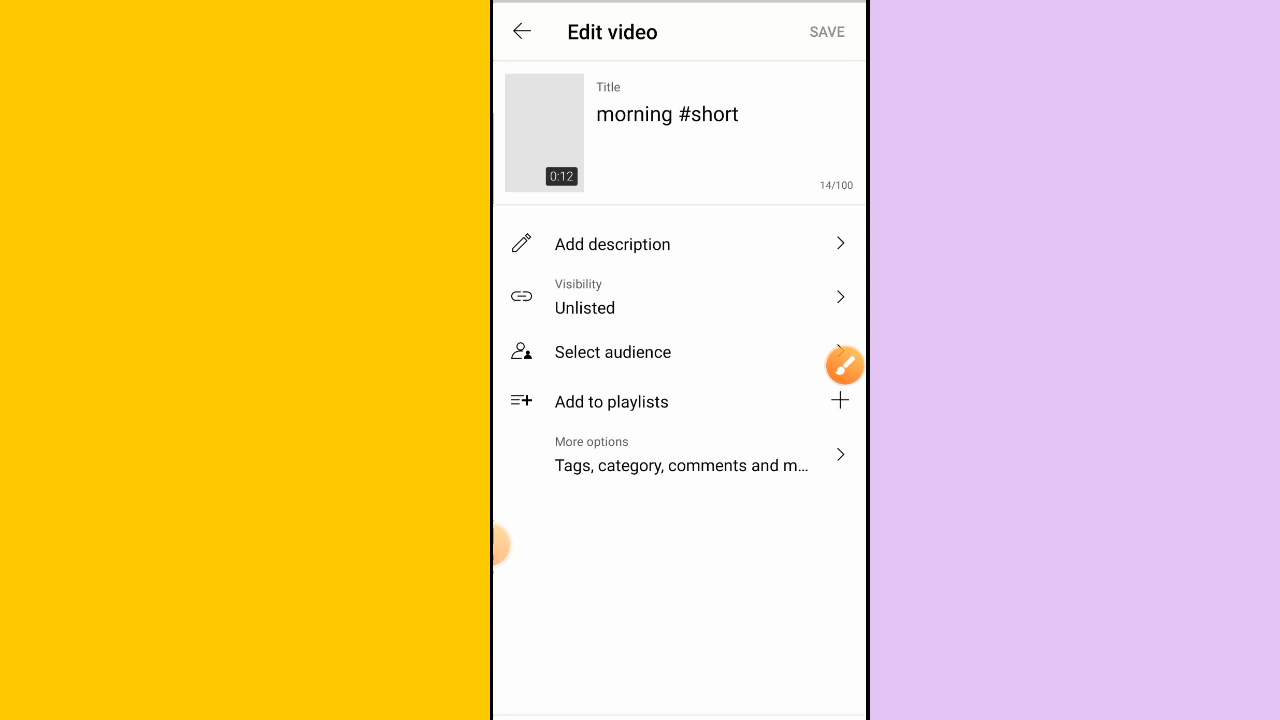 Edit video
SAVE
Title
morning #short
0:12
14/100
Add description
Visibility
Unlisted
Select audience
Add to playlists
More options
Tags, category, comments and m...